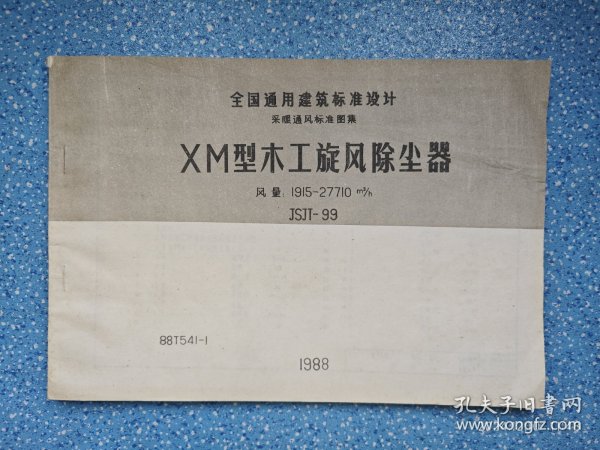 全国通用建筑标准设计
采暖通风标准图集
XM型木工旋风除尘器
风量：1915-27710 m³/h
JSJT-99
88T541-1
1988
孔夫子旧書网
www.kongfz.com